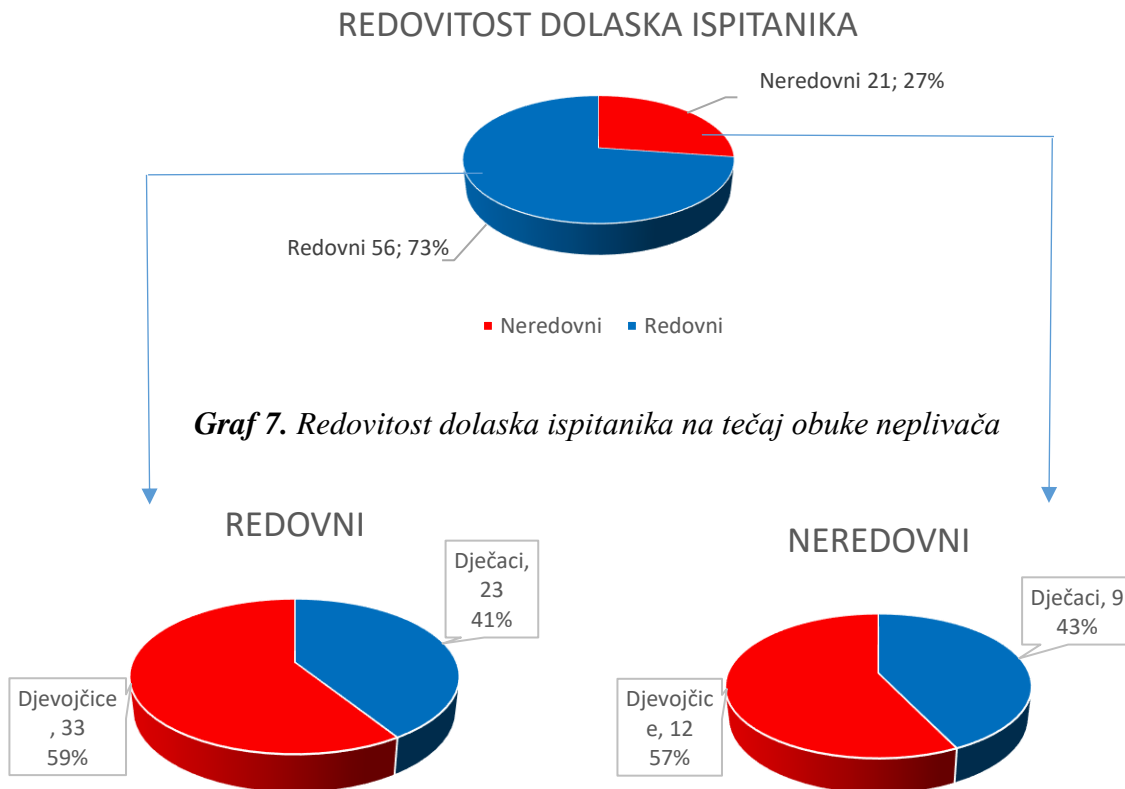 REDOVITOST DOLASKA ISPITANIKA
Neredovni 21; 27%
Redovni 56; 73%
Neredovni Redovni
Graf 7. Redovitost dolaska ispitanika na tečaj obuke neplivača
REDOVNI
Dječaci,
23
41%
Djevojčice
, 33
59%
NEREDOVNI
Dječaci, 9
43%
Djevojčic
e, 12
57%